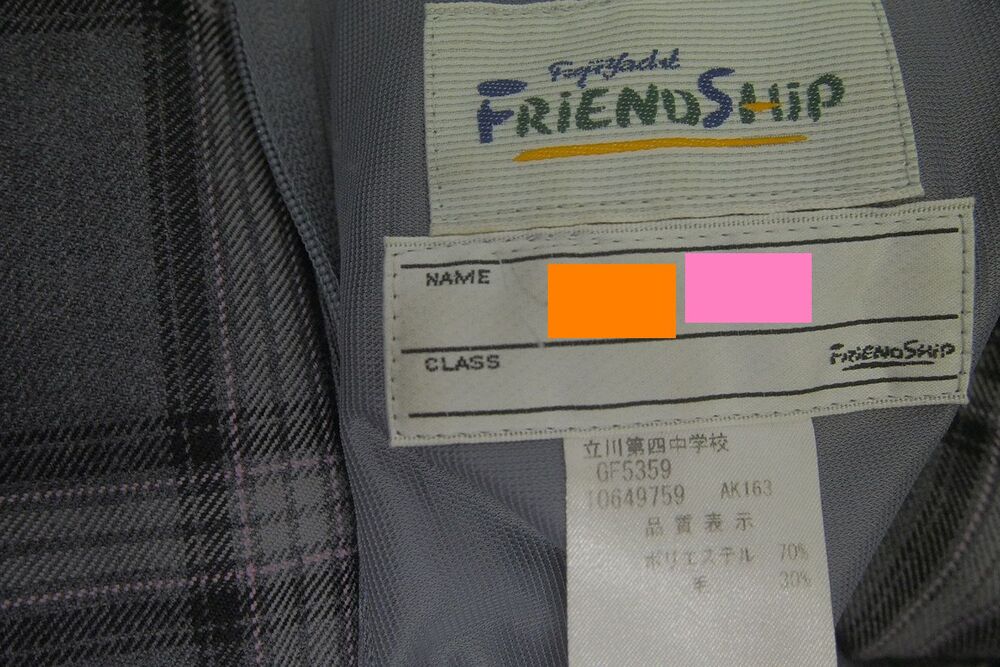 FujiYacht
FRiENDSHiP
NAME
CLASS
FRiENDSHiP
立川第四中学校
GF5359
10649759 AK163
品質表示
ポリエステル 70%
毛 30%